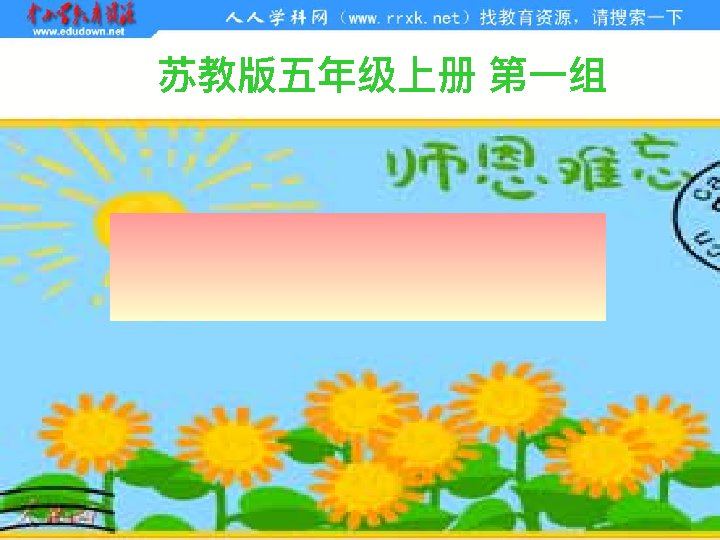 中小学教育资源
www.edudown.net
人人学科网（www.rrxk.net）找教育资源，请搜索一下
苏教版五年级上册 第一组
师恩难忘